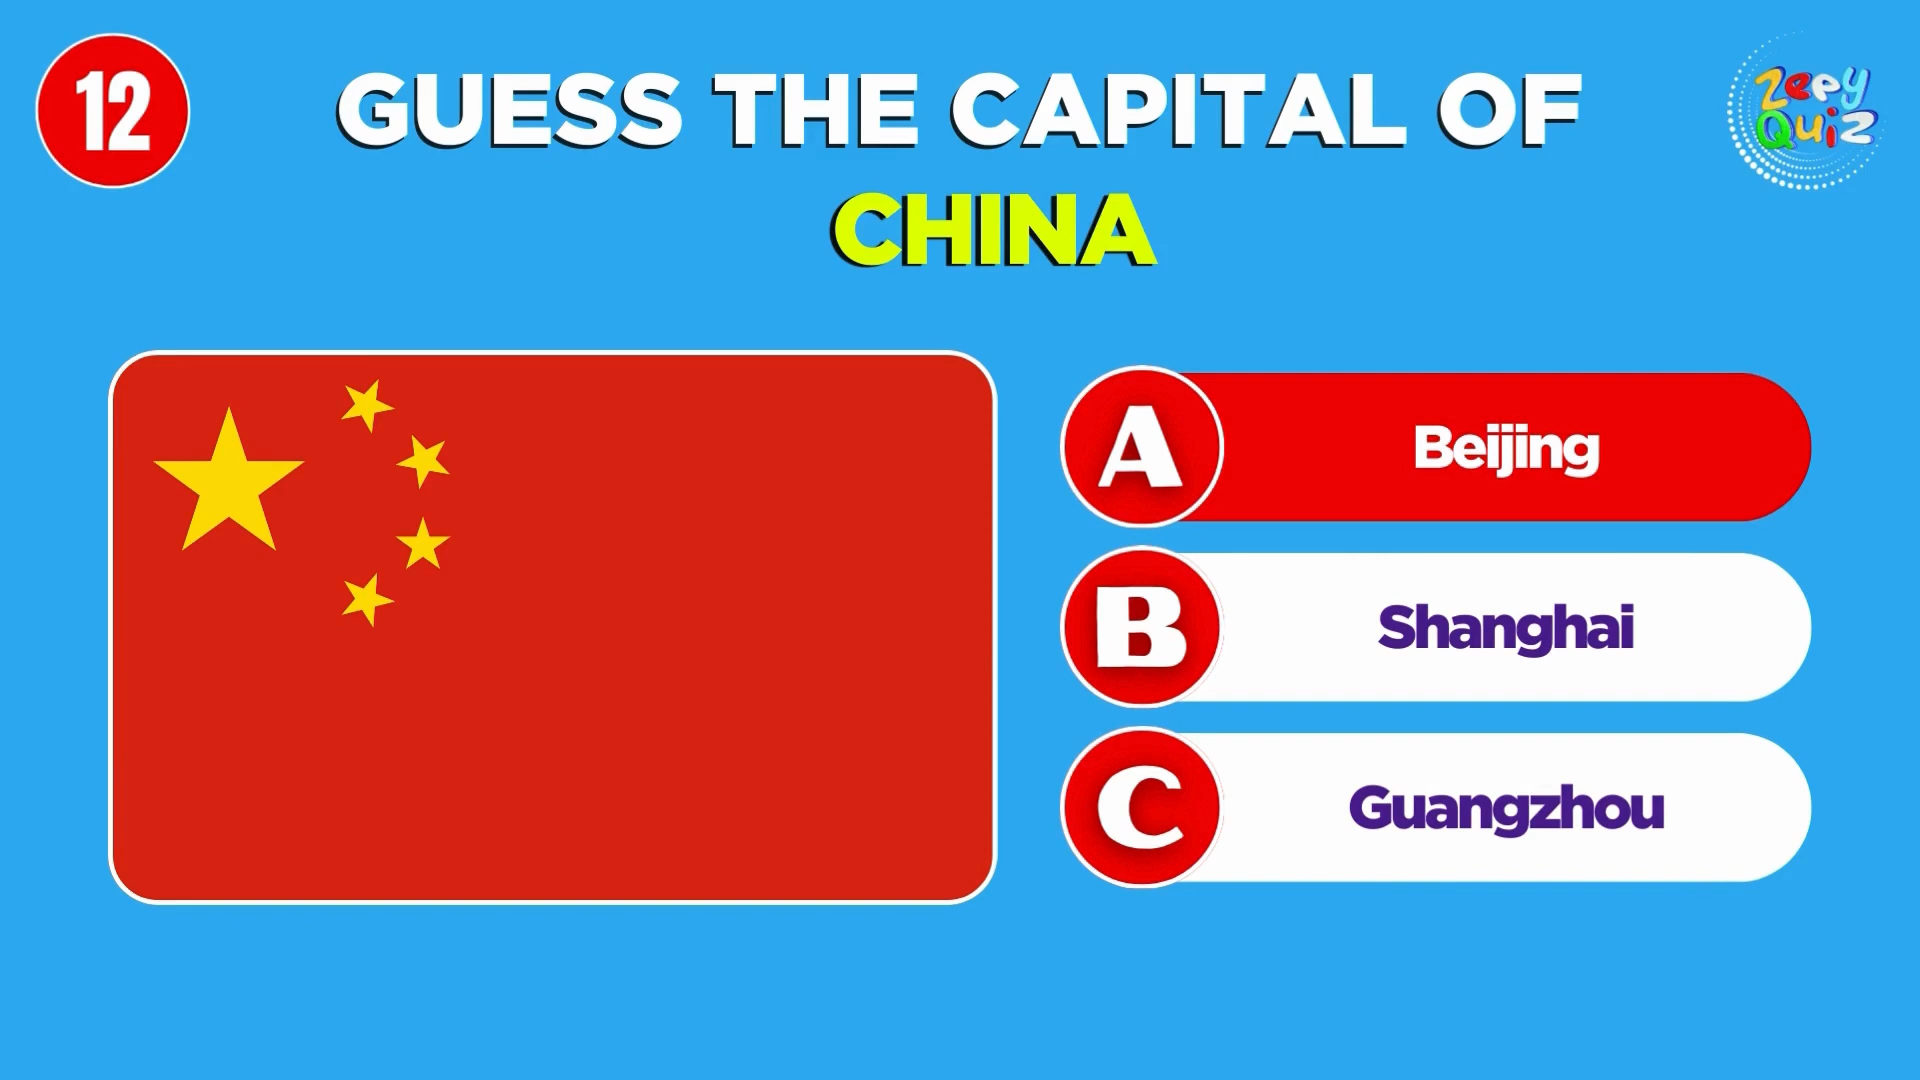 12
GUESS THE CAPITAL OF
CHINA
Zeey
Quiz
A
Beijing
B
Shanghai
C
Guangzhou